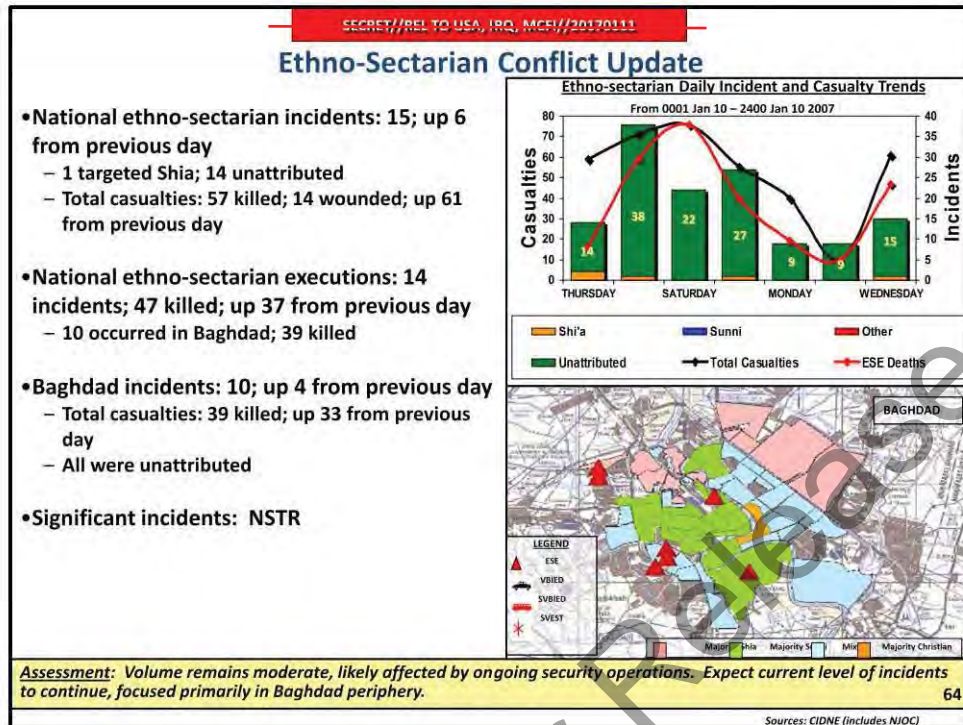 SECRET//REL TO USA, IRQ, MCFI//20170111
Ethno-Sectarian Conflict Update
•National ethno-sectarian incidents: 15; up 6
from previous day
– 1 targeted Shia; 14 unattributed
– Total casualties: 57 killed; 14 wounded; up 61
from previous day
•National ethno-sectarian executions: 14
incidents; 47 killed; up 37 from previous day
– 10 occurred in Baghdad; 39 killed
•Baghdad incidents: 10; up 4 from previous day
– Total casualties: 39 killed; up 33 from previous
day
– All were unattributed
•Significant incidents: NSTR
Ethno-sectarian Daily Incident and Casualty Trends
From 0001 Jan 10 – 2400 Jan 10 2007
Casualties
80
70
60
50
40
30
20
10
0
14
38
22
27
9
9
15
40
35
30
25
20
15
10
5
0
Incidents
THURSDAY SATURDAY MONDAY WEDNESDAY
Shi'a Sunni Other
Unattributed Total Casualties ESE Deaths
BAGHDAD
LEGEND
ESE
VBIED
SVBIED
SVEST
Majority Shia Majority Mix Majority Christian
Release
Assessment: Volume remains moderate, likely affected by ongoing security operations. Expect current level of incidents
to continue, focused primarily in Baghdad periphery.
64
Sources: CIDNE (includes NJOC)